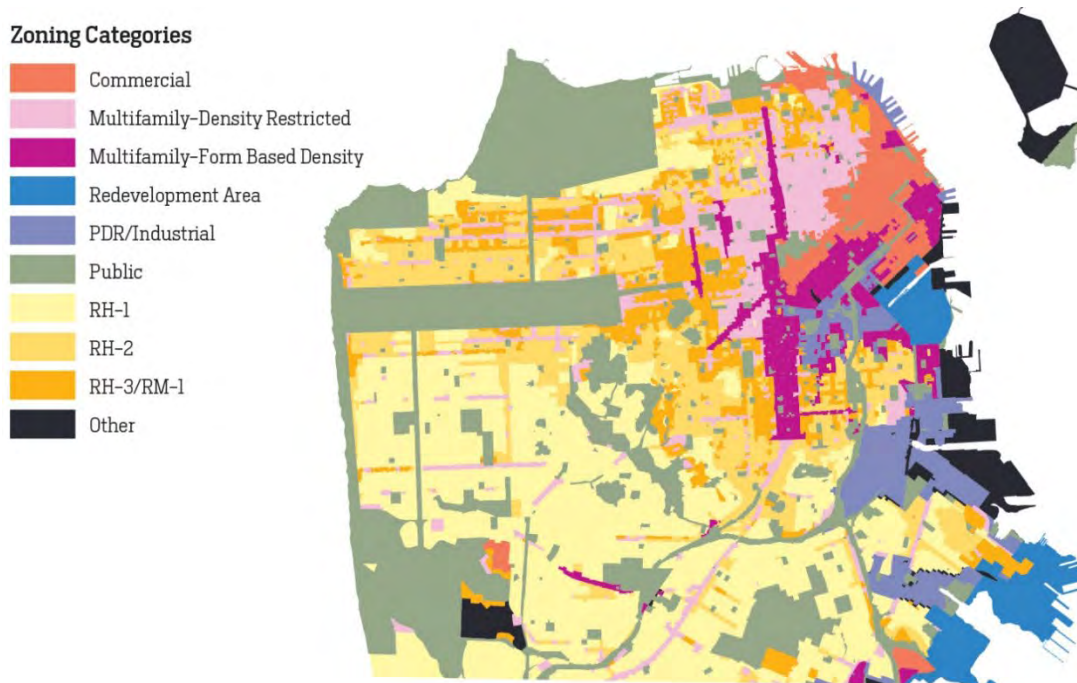 Zoning Categories
Commercial
Multifamily–Density Restricted
Multifamily–Form Based Density
Redevelopment Area
PDR/Industrial
Public
RH-1
RH-2
RH-3/RM-1
Other